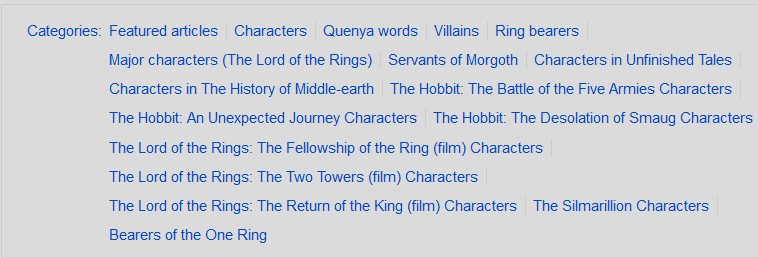 Categories: Featured articles Characters Quenya words Villains Ring bearers
Major characters (The Lord of the Rings) Servants of Morgoth Characters in Unfinished Tales
Characters in The History of Middle-earth The Hobbit: The Battle of the Five Armies Characters
The Hobbit: An Unexpected Journey Characters The Hobbit: The Desolation of Smaug Characters
The Lord of the Rings: The Fellowship of the Ring (film) Characters
The Lord of the Rings: The Two Towers (film) Characters
The Lord of the Rings: The Return of the King (film) Characters The Silmarillion Characters
Bearers of the One Ring